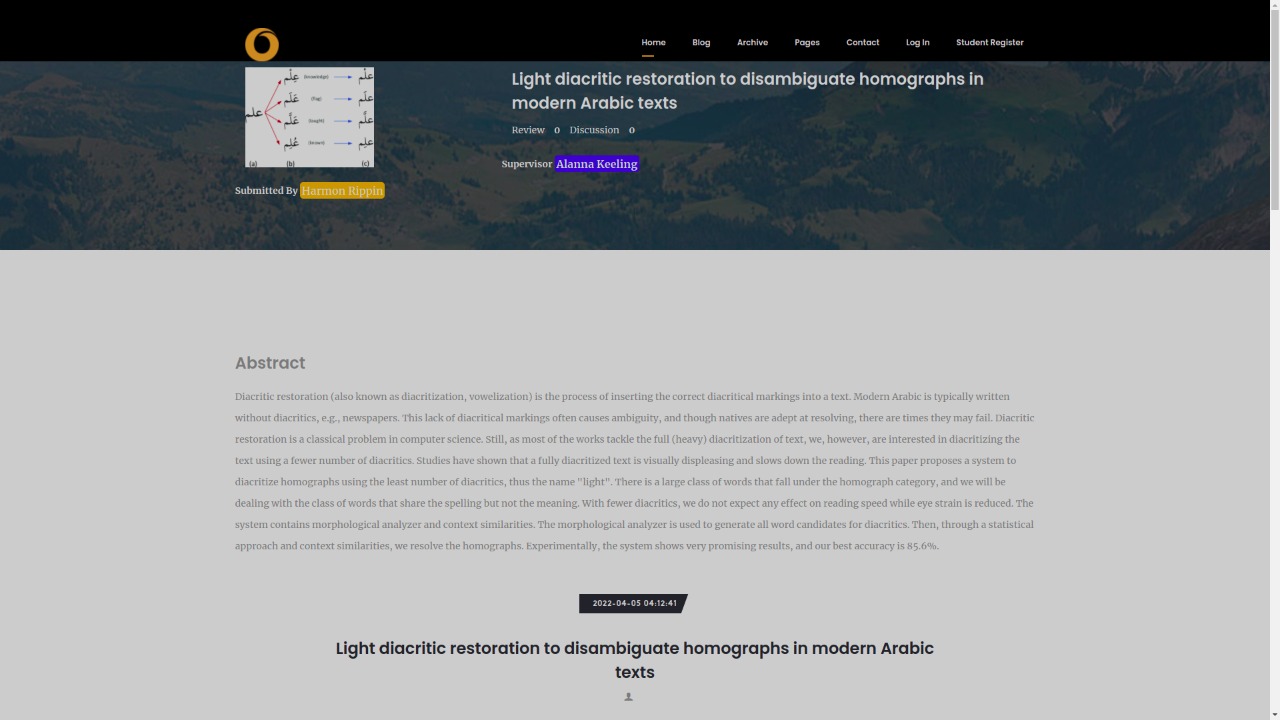 Home Blog Archive Pages Contact Log In Student Register
Light diacritic restoration to disambiguate homographs in
modern Arabic texts
Review 0 Discussion 0
Supervisor Alanna Keeling
علم
عِلْم (knowledge) علْم
عَلَم (Flag) علَم
عَلَّم (taught) علَّم
عُلِم (known) علِم
(a) (b) (c)
Submitted By Harmon Rippin
Abstract
Diacritic restoration (also known as diacritization, vowelization) is the process of inserting the correct diacritical markings into a text. Modern Arabic is typically written
without diacritics, e.g., newspapers. This lack of diacritical markings often causes ambiguity, and though natives are adept at resolving, there are times they may fail. Diacritic
restoration is a classical problem in computer science. Still, as most of the works tackle the full (heavy) diacritization of text, we, however, are interested in diacritizing the
text using a fewer number of diacritics. Studies have shown that a fully diacritized text is visually displeasing and slows down the reading. This paper proposes a system to
diacritize homographs using the least number of diacritics, thus the name "light". There is a large class of words that fall under the homograph category, and we will be
dealing with the class of words that share the spelling but not the meaning. With fewer diacritics, we do not expect any effect on reading speed while eye strain is reduced. The
system contains morphological analyzer and context similarities. The morphological analyzer is used to generate all word candidates for diacritics. Then, through a statistical
approach and context similarities, we resolve the homographs. Experimentally, the system shows very promising results, and our best accuracy is 85.6%.
2022-04-05 04:12:41
Light diacritic restoration to disambiguate homographs in modern Arabic
texts